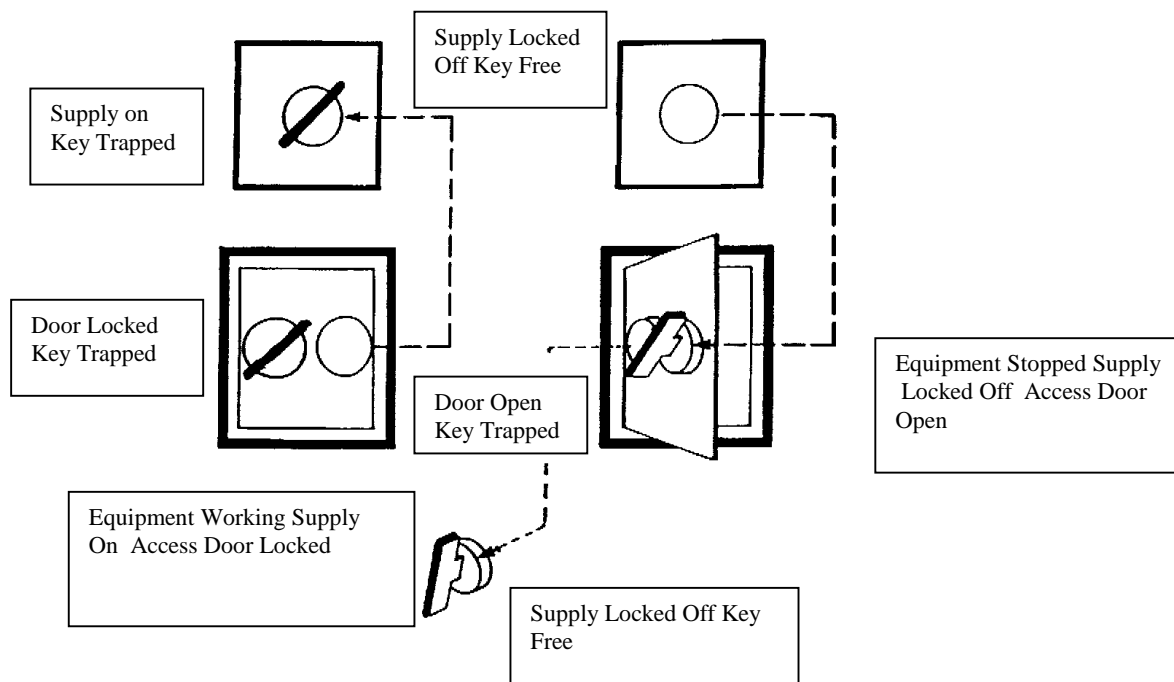 Supply Locked
Off Key Free
Supply on
Key Trapped
Door Locked
Key Trapped
Door Open
Key Trapped
Equipment Stopped Supply
Locked Off Access Door
Open
Equipment Working Supply
On Access Door Locked
Supply Locked Off Key
Free